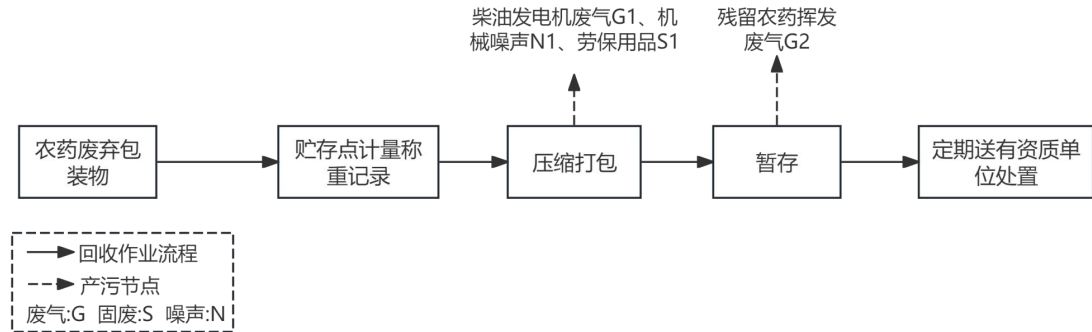 柴油发电机废气G1、机
械噪声N1、劳保用品S1
残留农药挥发
废气G2
农药废弃包
装物
贮存点计量称
重记录
压缩打包
暂存
定期送有资质单
位处置
回收作业流程
产污节点
废气:G 固废:S 噪声:N